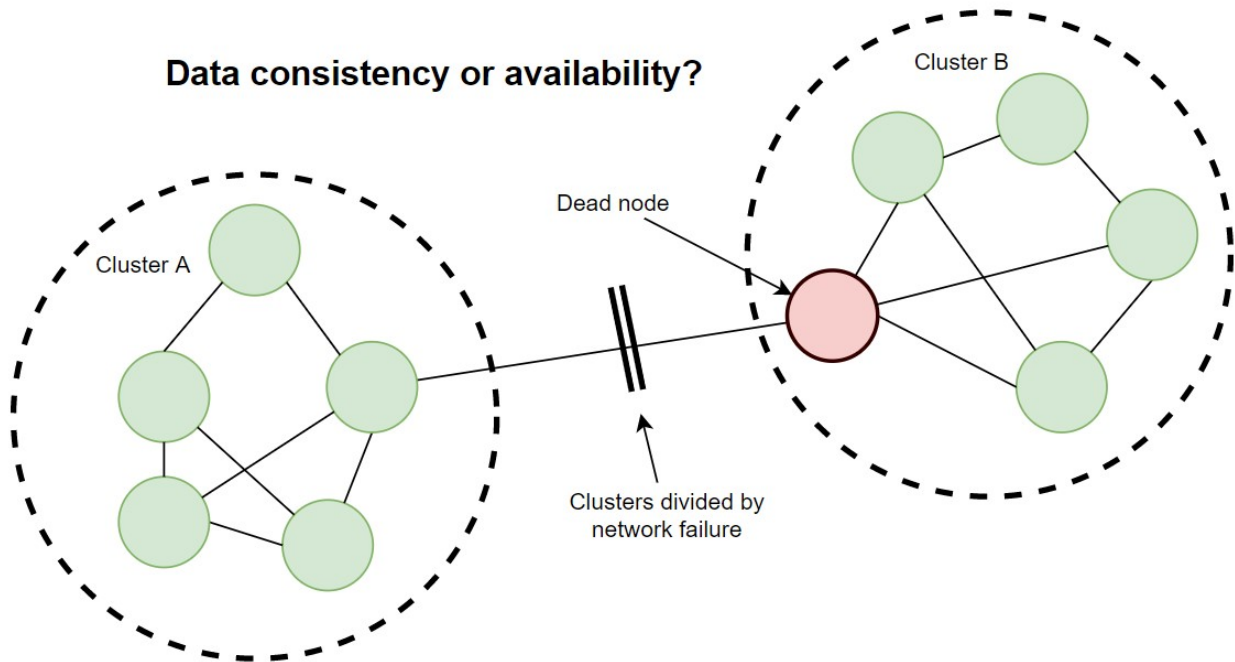 Data consistency or availability?
Cluster B
Dead node
Cluster A
Clusters divided by
network failure